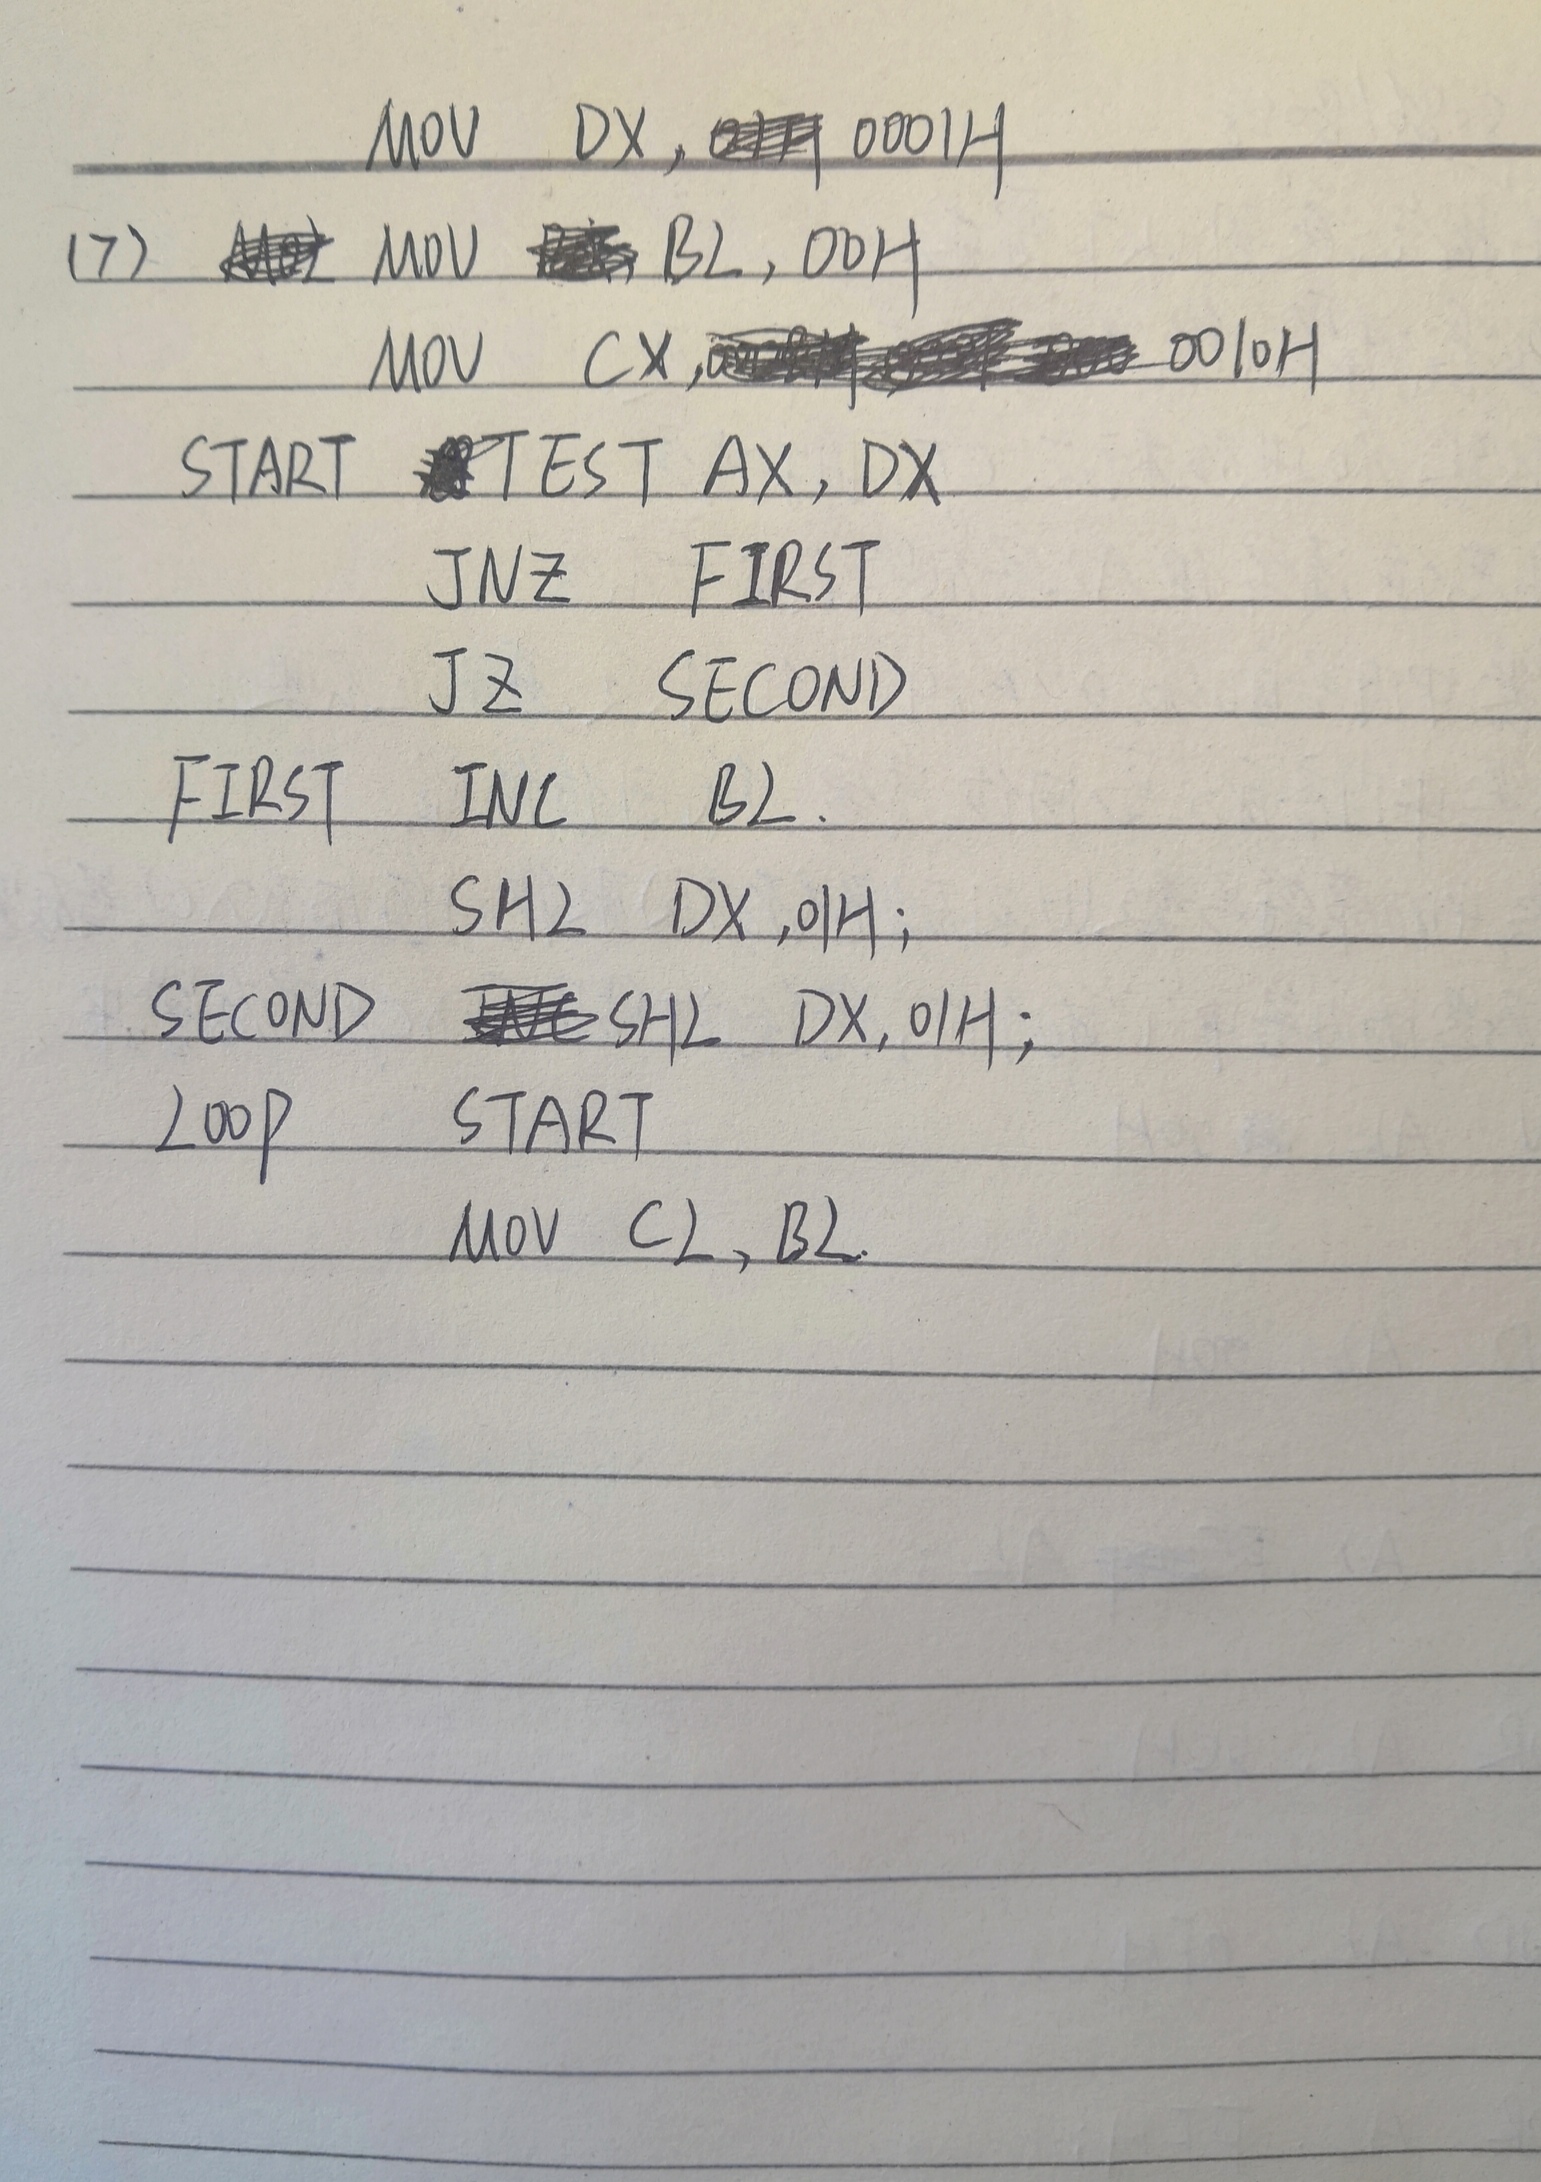 MOV DX, 0001H
(7) MOV BL, 00H
MOV CX, 0010H
START TEST AX, DX
JNZ FIRST
JZ SECOND
FIRST INC BL.
SHL DX, 01H;
SECOND SHL DX, 01H;
LOOP START
MOV CL, BL.